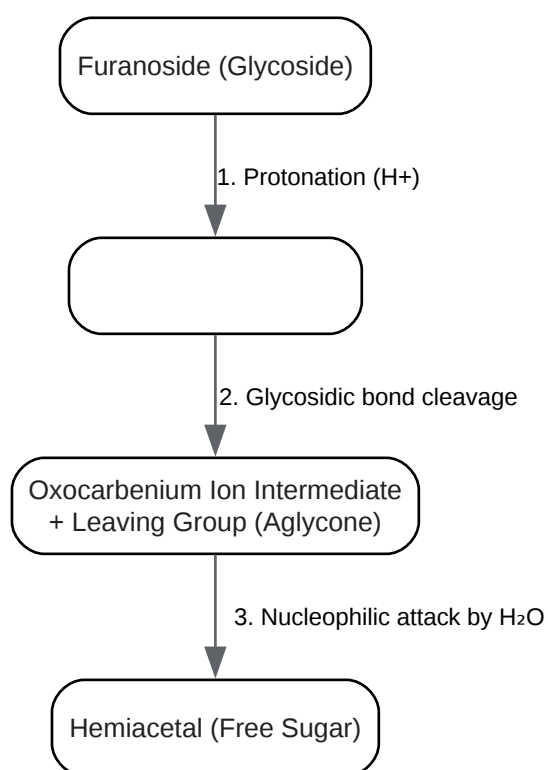 Furanoside (Glycoside)
1. Protonation (H+)
2. Glycosidic bond cleavage
Oxocarbenium Ion Intermediate
+ Leaving Group (Aglycone)
3. Nucleophilic attack by H₂O
Hemiacetal (Free Sugar)